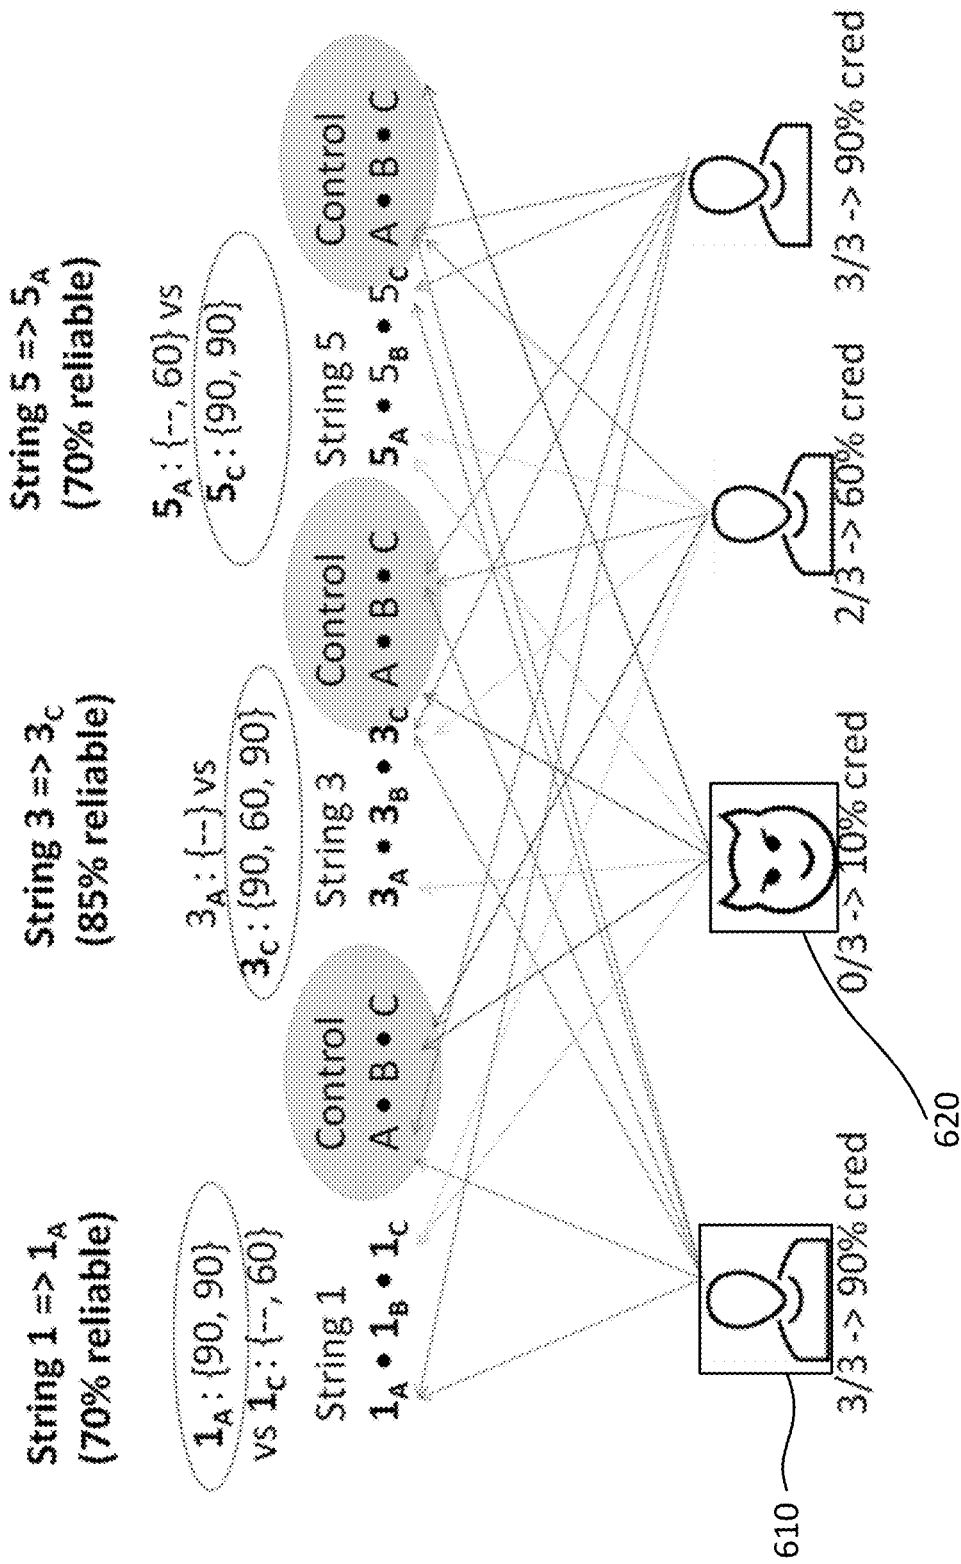 String 1 => 1A
(70% reliable)
String 3 => 3C
(85% reliable)
String 5 => 5A
(70% reliable)
1A : {90, 90}
vs 1C : {--, 60}
3A : {--} vs
3C : {90, 60, 90}
5A : {--, 60} vs
5C : {90, 90}
String 1
1A • 1B • 1C
Control
A • B • C
String 3
3A • 3B • 3C
Control
A • B • C
String 5
5A • 5B • 5C
Control
A • B • C
3/3 -> 90% cred
0/3 -> 10% cred
2/3 -> 60% cred
3/3 -> 90% cred
610
620